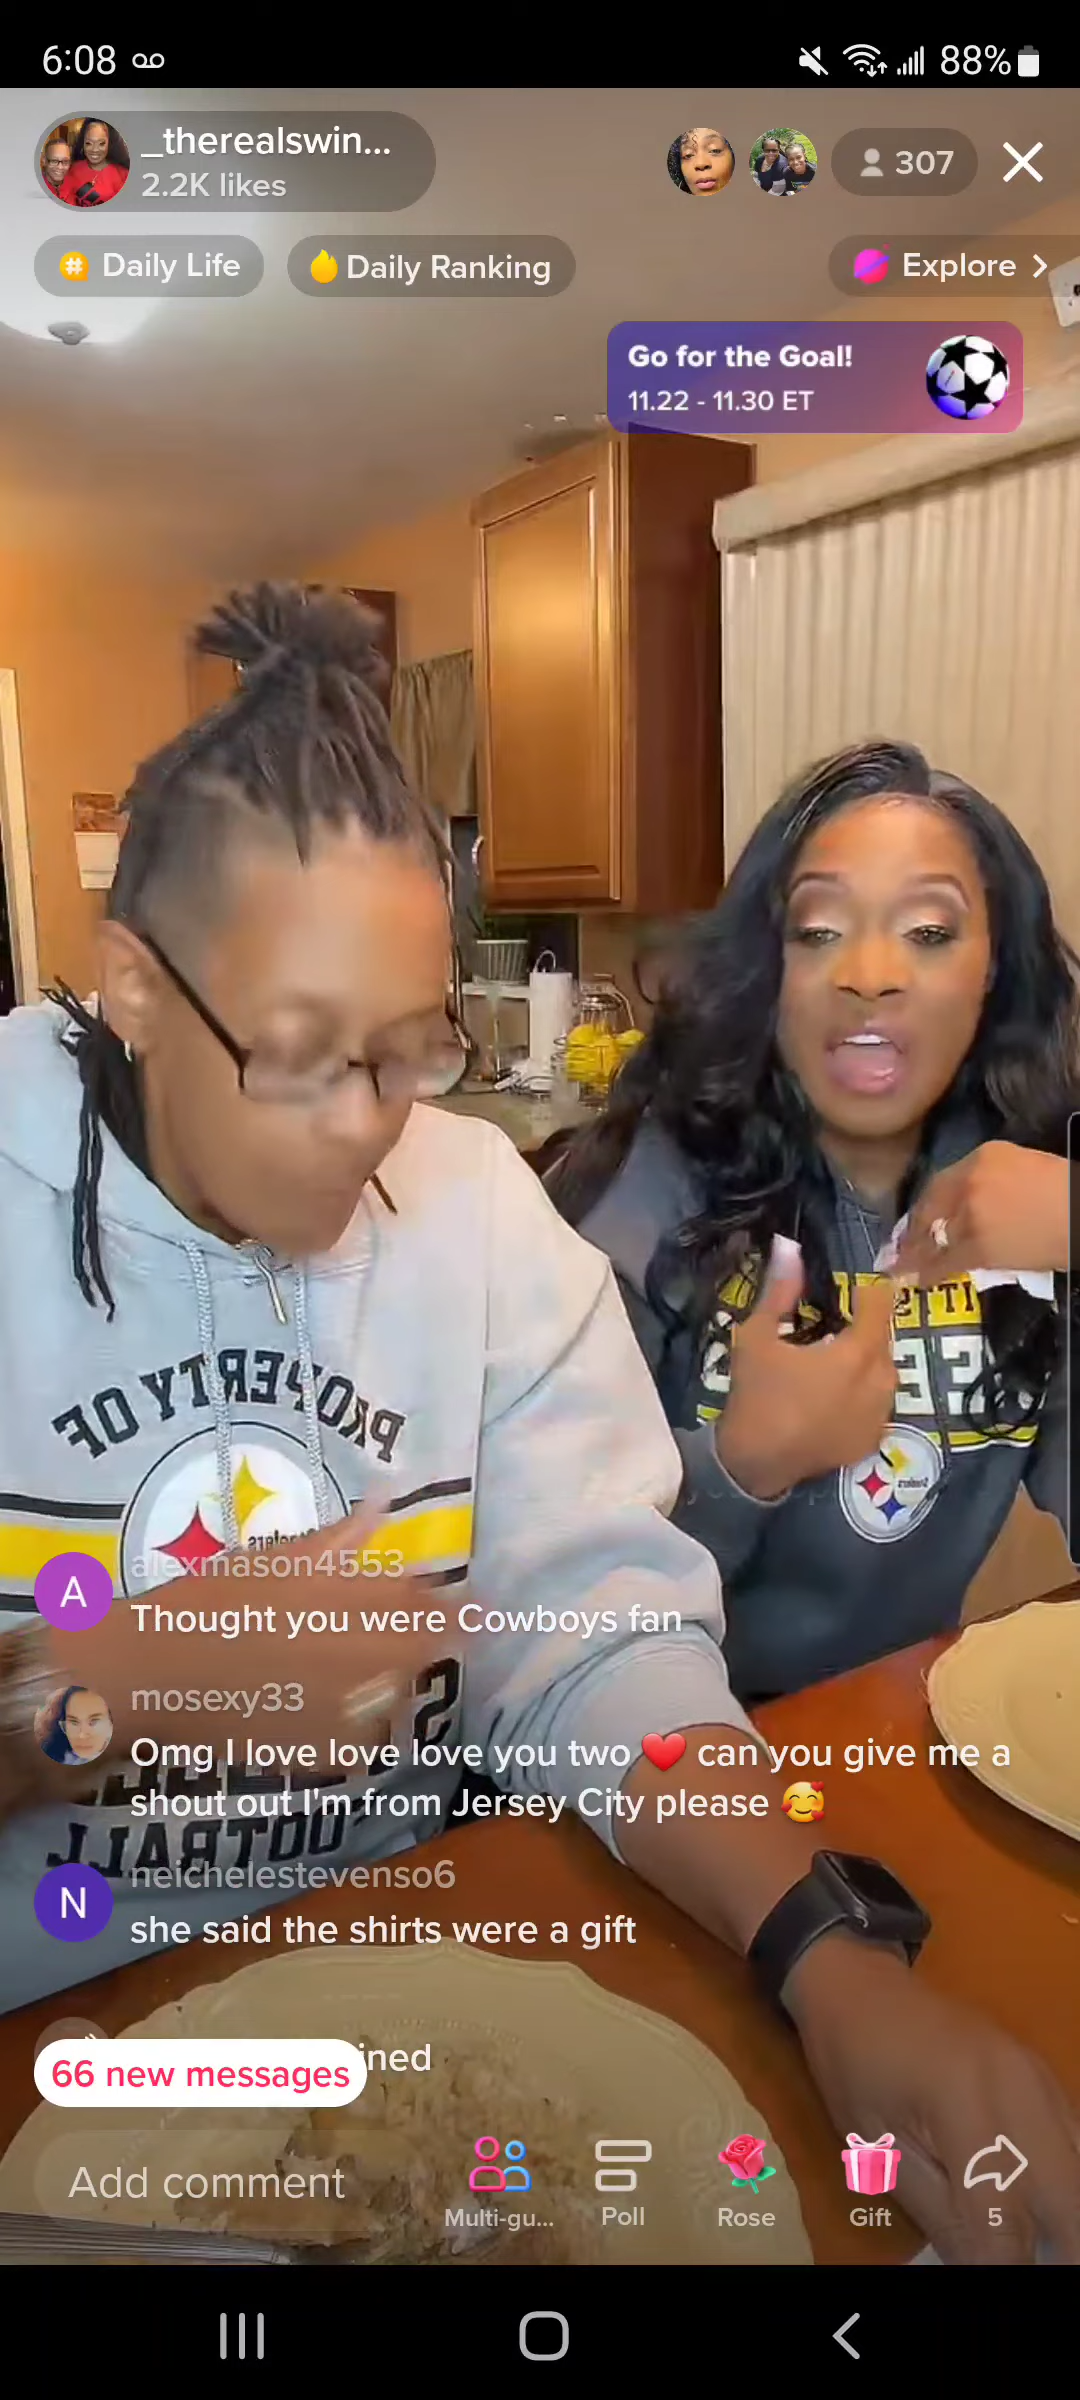 6:08
88%
_therealswin...
2.2K likes
307
Daily Life
Daily Ranking
Explore
Go for the Goal!
11.22 - 11.30 ET
PROPERTY OF
Steelers
alexmason4553
Thought you were Cowboys fan
mosexy33
Omg I love love love you two ❤️ can you give me a
shout out I'm from Jersey City please 🥰
N
neichelestevenso6
she said the shirts were a gift
A
ined
66 new messages
Add comment
Multi-gu...
Poll
Rose
Gift
5